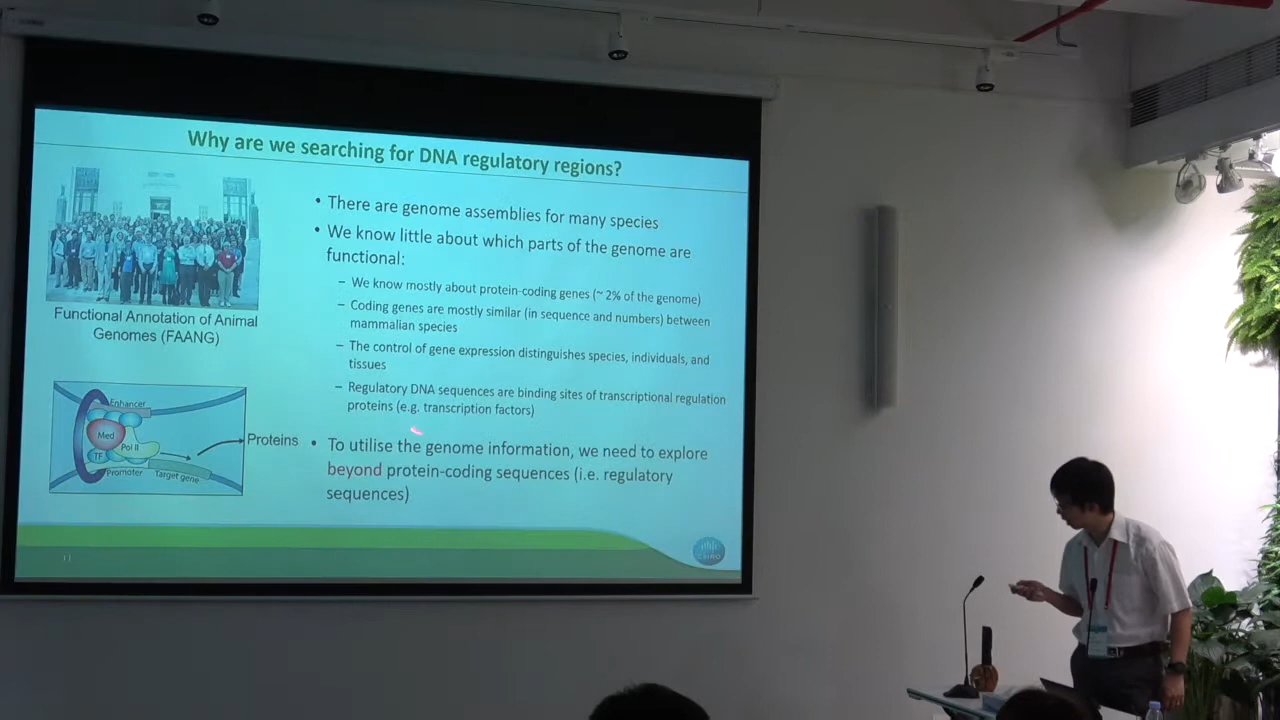 Why are we searching for DNA regulatory regions?
Functional Annotation of Animal
Genomes (FAANG)
Enhancer
Med
Pol II
TF
Promoter
Target gene
Proteins
• There are genome assemblies for many species
• We know little about which parts of the genome are
functional:
– We know mostly about protein-coding genes (~ 2% of the genome)
– Coding genes are mostly similar (in sequence and numbers) between
mammalian species
– The control of gene expression distinguishes species, individuals, and
tissues
– Regulatory DNA sequences are binding sites of transcriptional regulation
proteins (e.g. transcription factors)
• To utilise the genome information, we need to explore
beyond protein-coding sequences (i.e. regulatory
sequences)
11
CSIRO